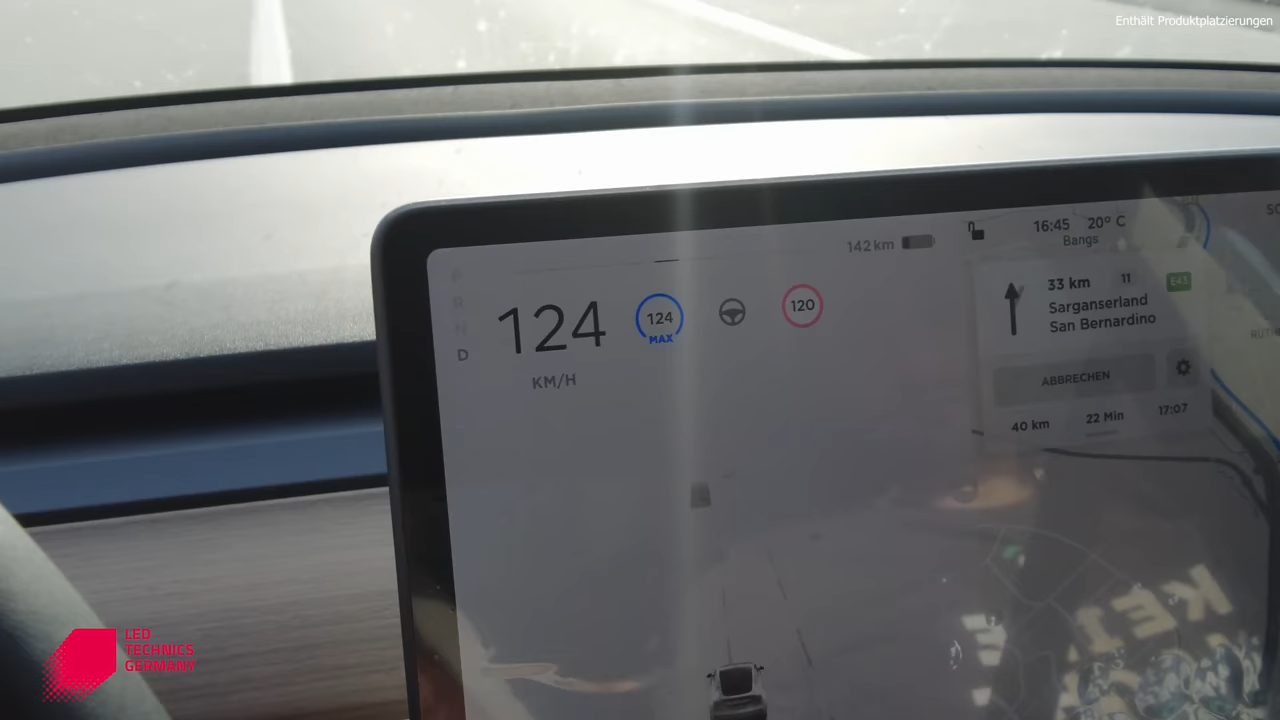 Enthält Produktplatzierungen
142 km
16:45 20° C
Bangs
P
R
N
D
124
KM/H
124
MAX
120
33 km
11
E43
Sarganserland
San Bernardino
ABBRECHEN
40 km 22 Min 17:07
LED
TECHNICS
GERMANY